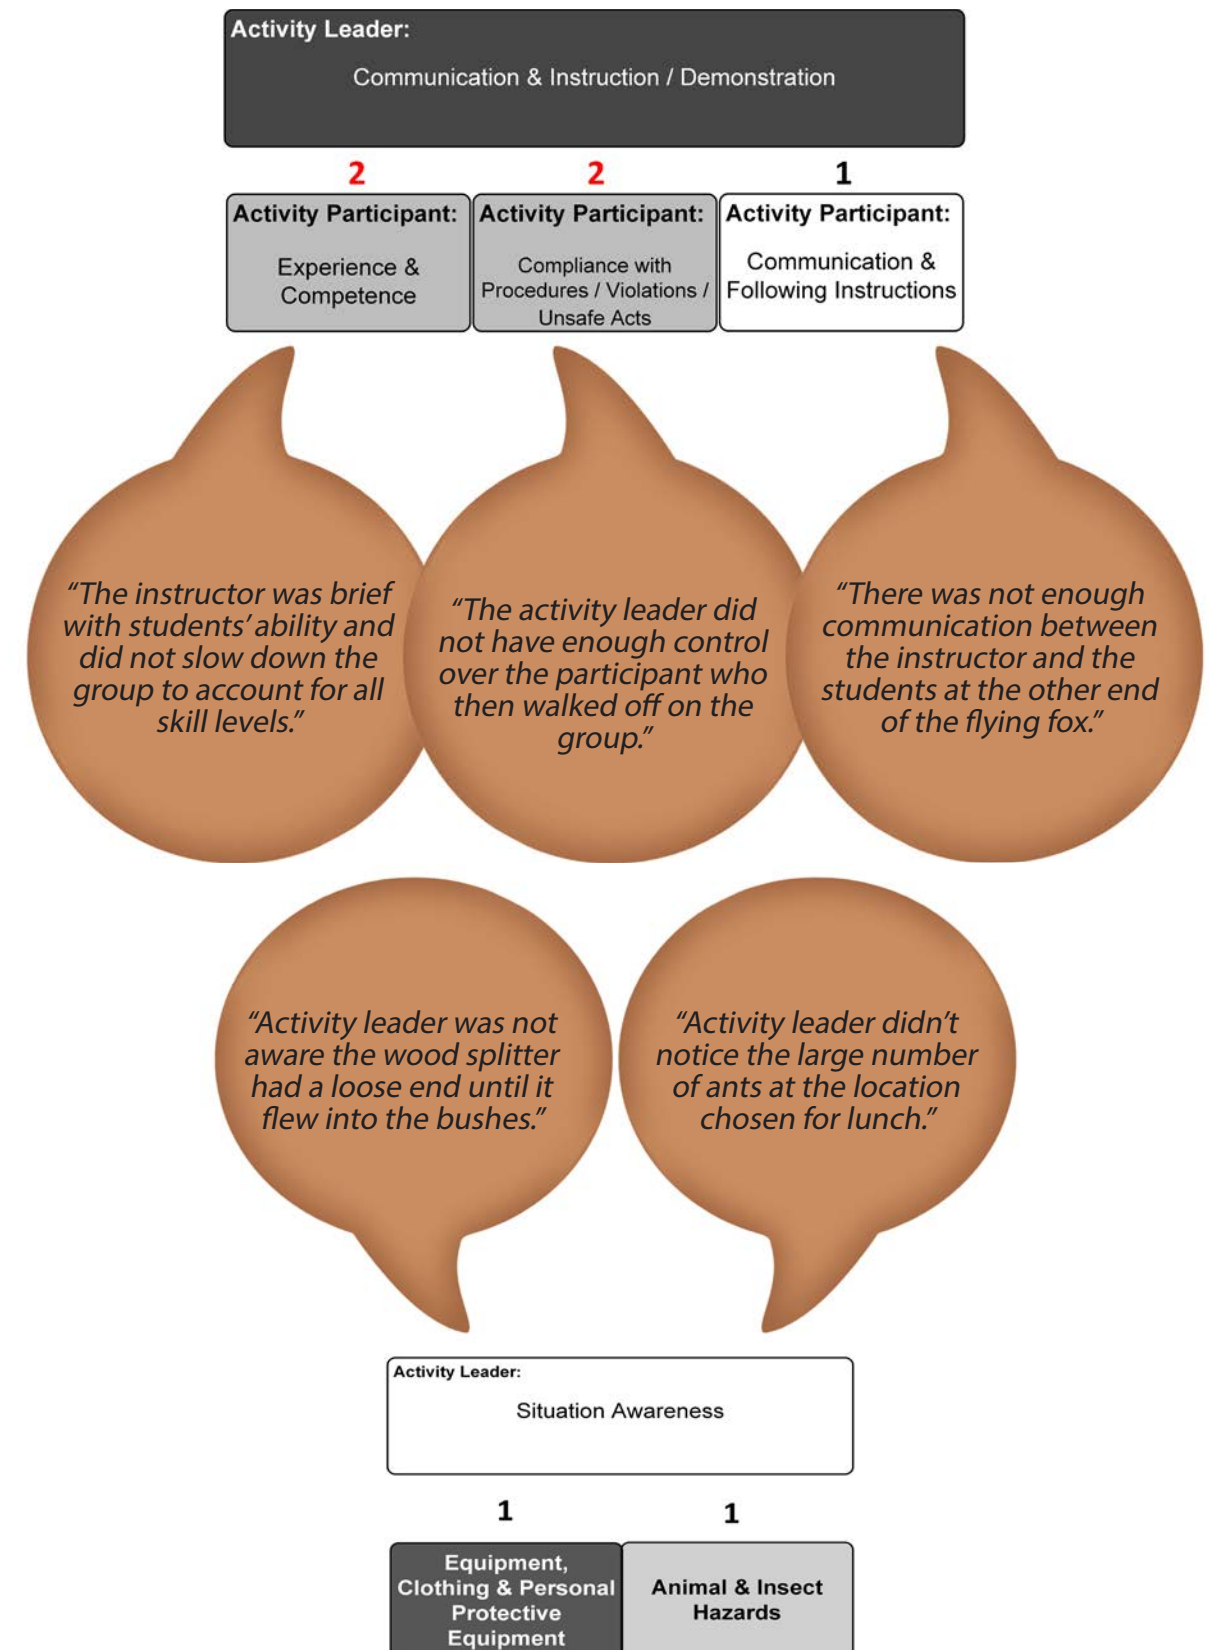 Activity Leader:
Communication & Instruction / Demonstration
2
2
1
Activity Participant:
Experience &
Competence
Activity Participant:
Compliance with
Procedures / Violations /
Unsafe Acts
Activity Participant:
Communication &
Following Instructions
“The instructor was brief
with students’ ability and
did not slow down the
group to account for all
skill levels.”
“The activity leader did
not have enough control
over the participant who
then walked off on the
group.”
“There was not enough
communication between
the instructor and the
students at the other end
of the flying fox.”
“Activity leader was not
aware the wood splitter
had a loose end until it
flew into the bushes.”
“Activity leader didn’t
notice the large number
of ants at the location
chosen for lunch.”
Activity Leader:
Situation Awareness
1
1
Equipment,
Clothing & Personal
Protective
Equipment
Animal & Insect
Hazards